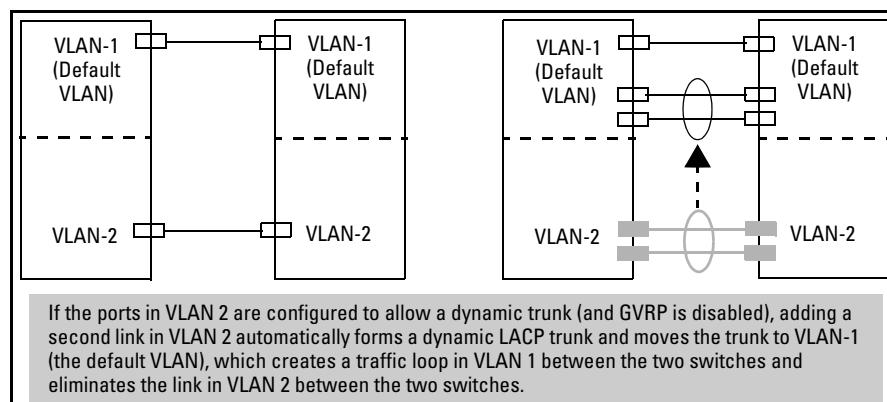 VLAN-1
(Default
VLAN)
VLAN-1
(Default
VLAN)
VLAN-2
VLAN-2
VLAN-1
(Default
VLAN)
VLAN-1
(Default
VLAN)
VLAN-2
VLAN-2
If the ports in VLAN 2 are configured to allow a dynamic trunk (and GVRP is disabled), adding a
second link in VLAN 2 automatically forms a dynamic LACP trunk and moves the trunk to VLAN-1
(the default VLAN), which creates a traffic loop in VLAN 1 between the two switches and
eliminates the link in VLAN 2 between the two switches.